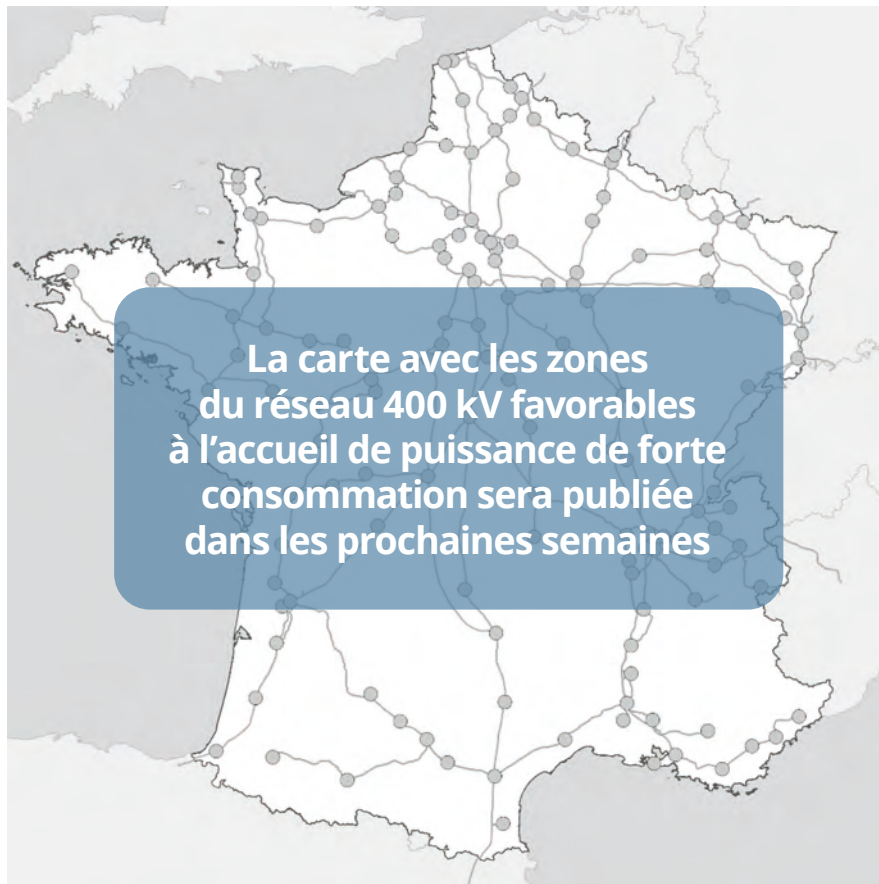 La carte avec les zones
du réseau 400 kV favorables
à l’accueil de puissance de forte
consommation sera publiée
dans les prochaines semaines